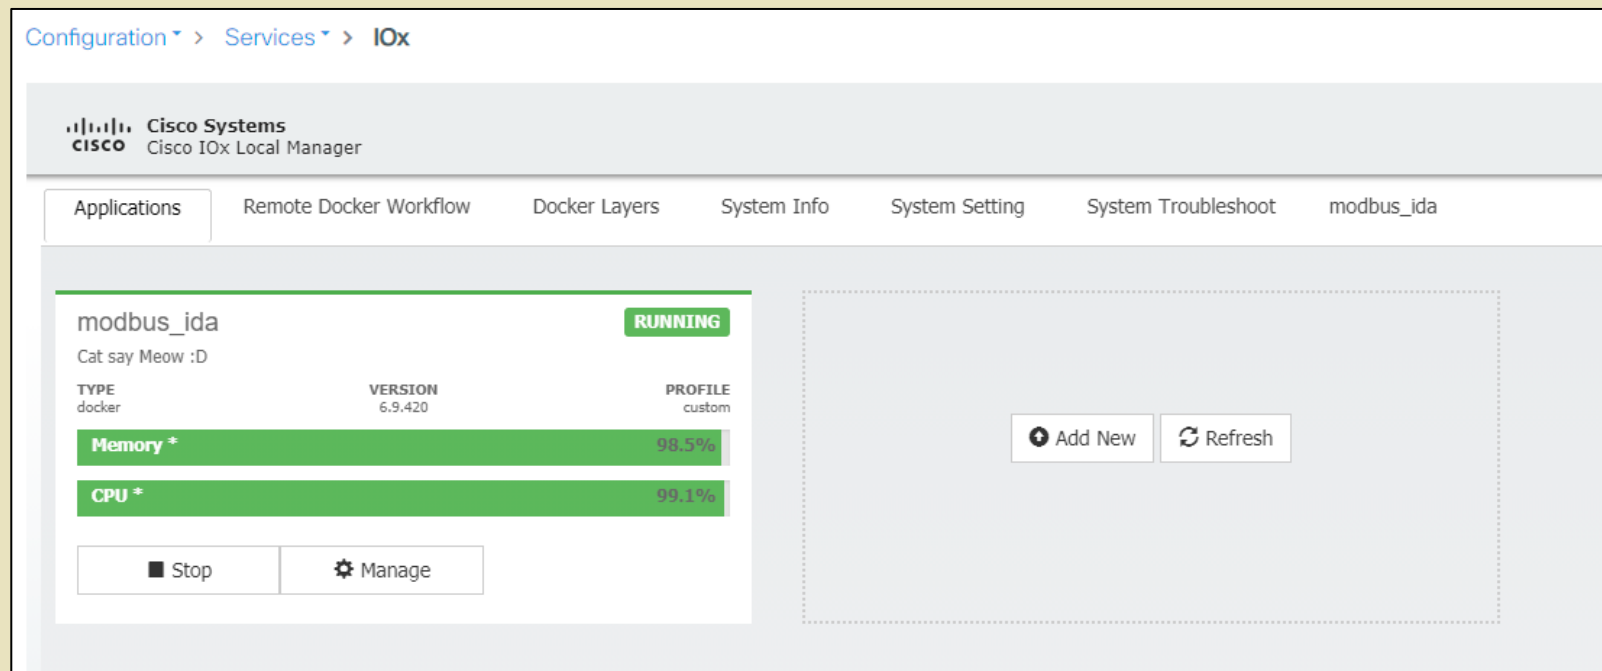 Configuration > Services > IOx
CISCO
Cisco Systems
Cisco IOx Local Manager
Applications Remote Docker Workflow Docker Layers System Info System Setting System Troubleshoot modbus_ida
modbus_ida RUNNING
Cat say Meow :D
TYPE VERSION PROFILE
docker 6.9.420 custom
Memory * 98.5%
CPU * 99.1%
Stop Manage
Add New Refresh